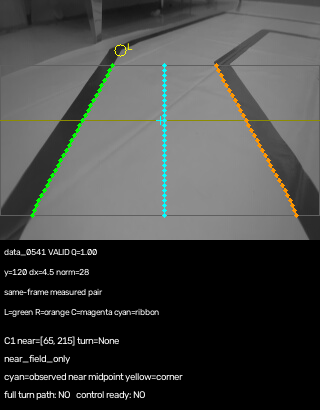 L
data_0541 VALID Q=1.00
y=120 dx=4.5 norm=28
same-frame measured pair
L=green R=orange C=magenta cyan=ribbon
C1 near=[65, 215] turn=None
near_field_only
cyan=observed near midpoint yellow=corner
full turn path: NO control ready: NO